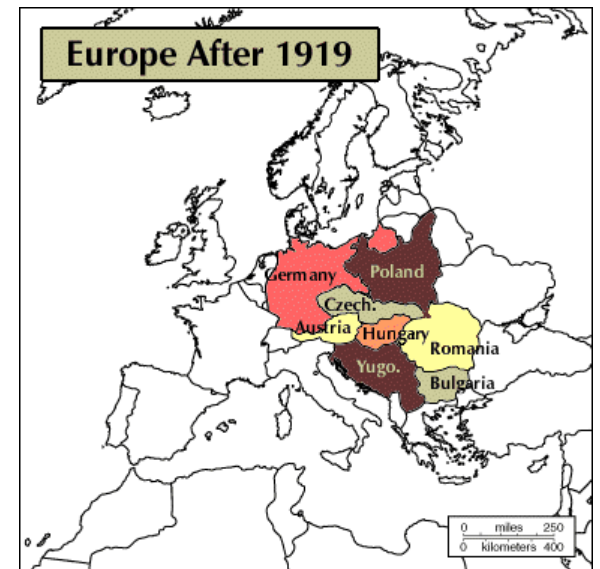 Europe After 1919
Germany
Poland
Czech.
Austria
Hungary
Romania
Yugo.
Bulgaria
0 miles 250
0 kilometers 400